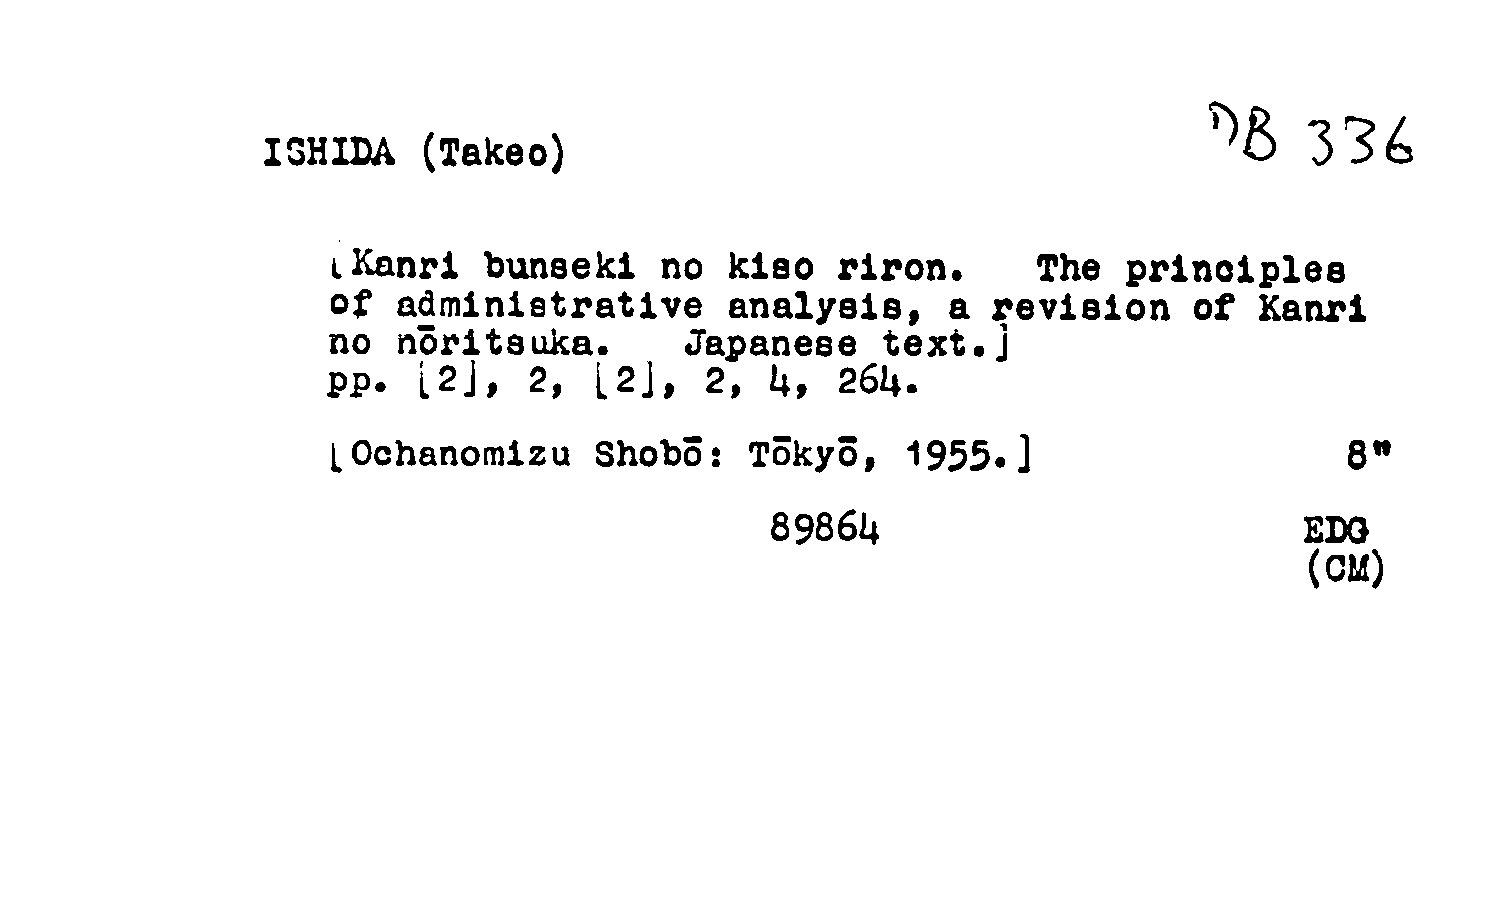 ISHIDA (Takeo)
DB 336
[Kanri bunseki no kiso riron. The principles
of administrative analysis, a revision of Kanri
no nōritsuka. Japanese text.]
pp. [2], 2, [2], 2, 4, 264.
[Ochanomizu Shobō: Tōkyō, 1955.] 8"
89864 EDG
(CM)